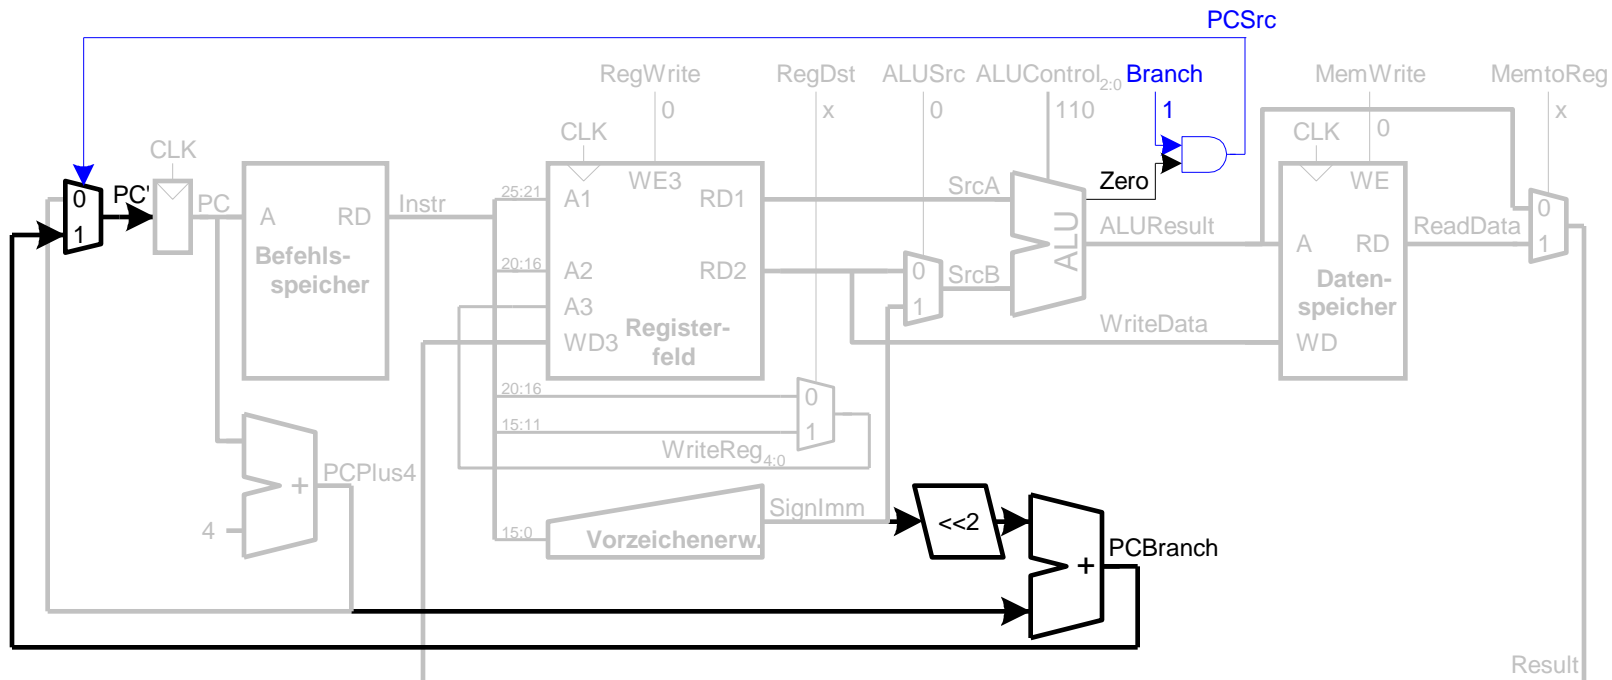 PCSrc
RegWrite
RegDst
ALUSrc
ALUControl2:0
Branch
MemWrite
MemtoReg
0
x
0
110
1
0
x
CLK
CLK
CLK
0
1
PC'
PC
A
RD
Befehls-
speicher
Instr
25:21
20:16
A1
A2
A3
WD3
WE3
RD1
RD2
Register-
feld
SrcA
0
1
SrcB
ALU
Zero
ALUResult
WriteData
WE
A
RD
Daten-
speicher
WD
ReadData
0
1
20:16
15:11
0
1
WriteReg4:0
PCPlus4
+
4
15:0
Vorzeichenerw.
SignImm
<<2
+
PCBranch
Result